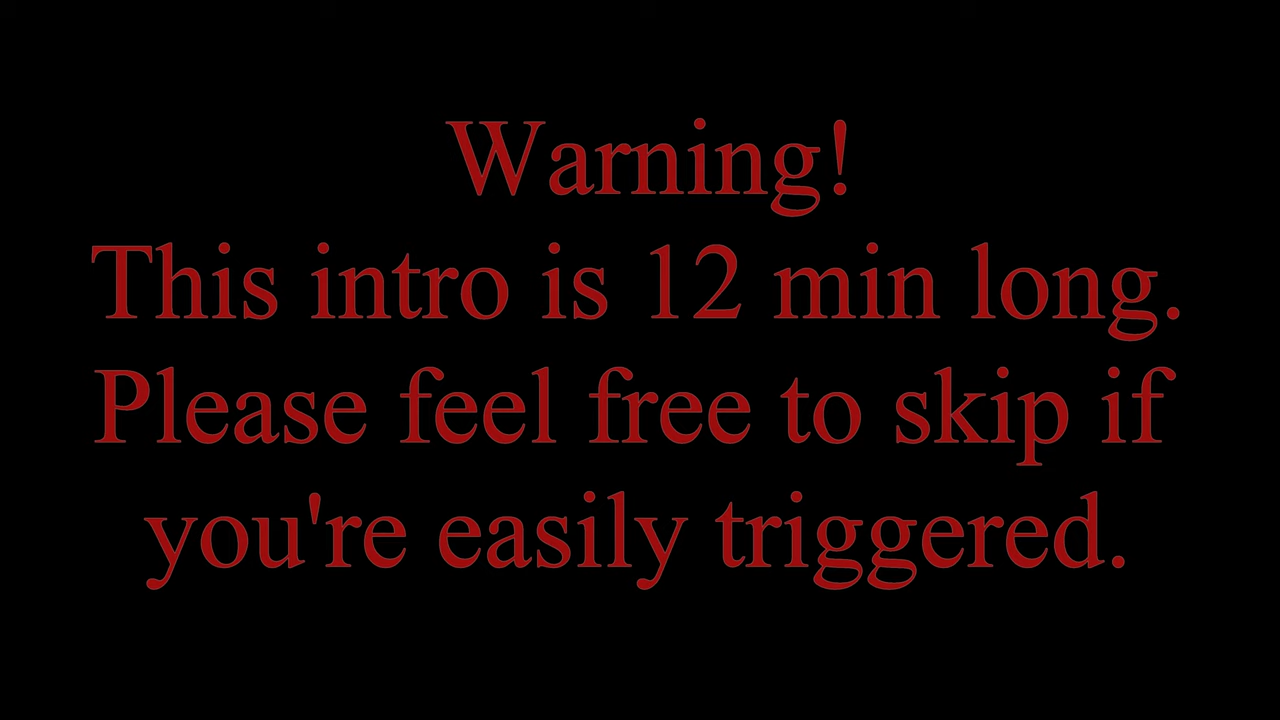 Warning!
This intro is 12 min long.
Please feel free to skip if
you're easily triggered.